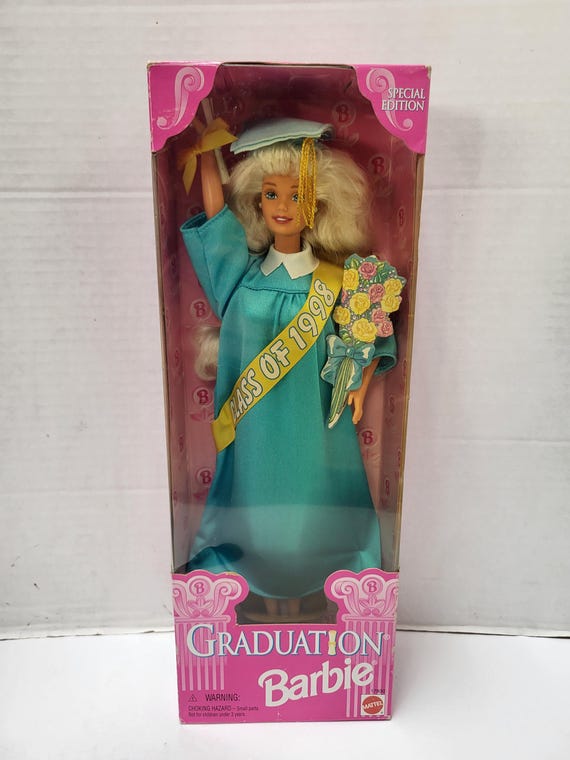 SPECIAL
EDITION
CLASS OF 1998
GRADUATION
Barbie
WARNING:
CHOKING HAZARD – Small parts
Not for children under 3 years
MATTEL
B
B